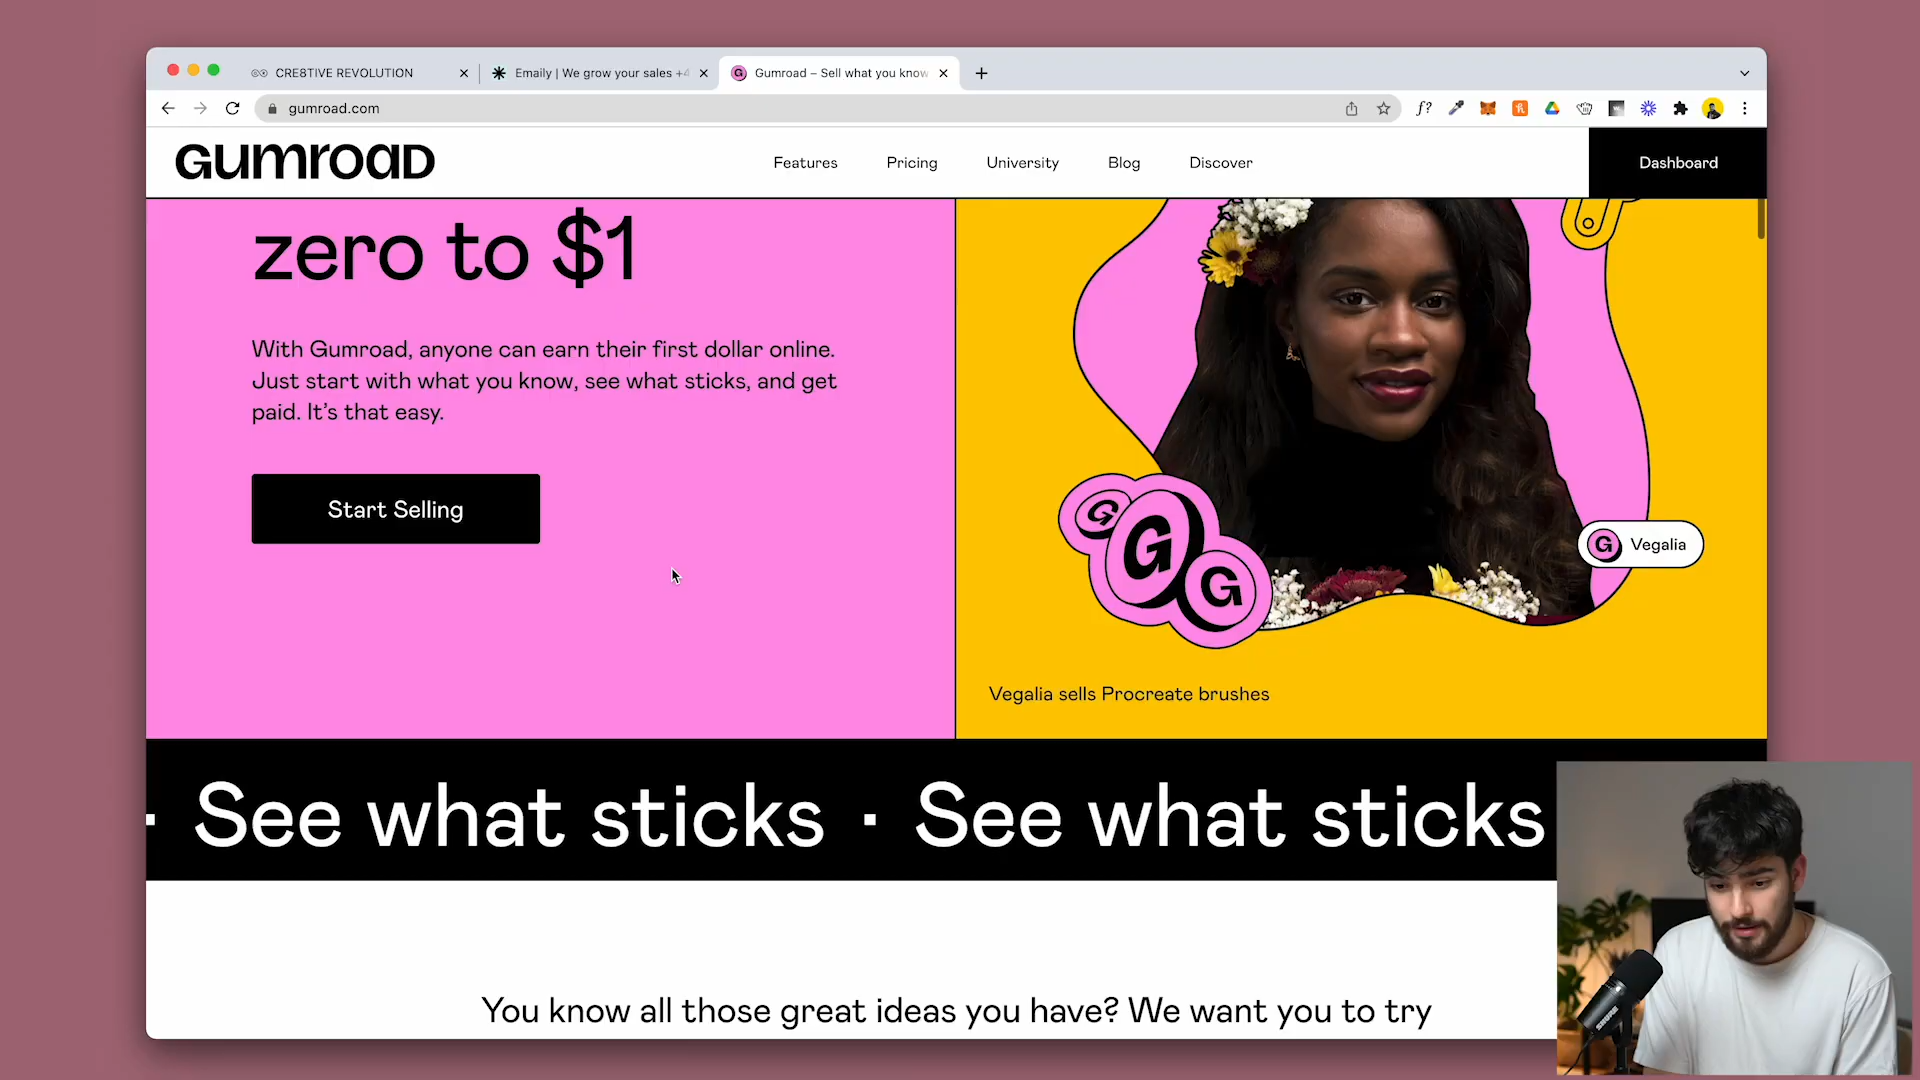 CRE8TIVE REVOLUTION
Emaily | We grow your sales +4
Gumroad – Sell what you know
gumroad.com
GUMROAD
Features
Pricing
University
Blog
Discover
Dashboard
zero to $1
With Gumroad, anyone can earn their first dollar online.
Just start with what you know, see what sticks, and get
paid. It's that easy.
Start Selling
G
G
G
G Vegalia
Vegalia sells Procreate brushes
· See what sticks · See what sticks
You know all those great ideas you have? We want you to try
SHURE